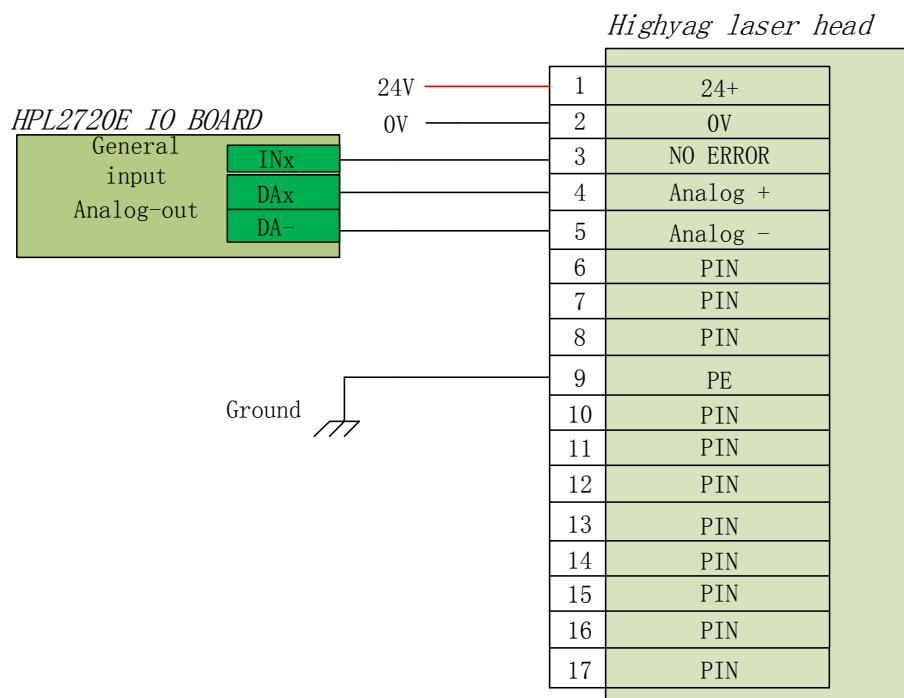 Highyag laser head
24V
1 24+
0V
2 0V
HPL2720E IO BOARD
General
input
Analog-out
INx
DAx
DA-
3 NO ERROR
4 Analog +
5 Analog -
6 PIN
7 PIN
8 PIN
9 PE
Ground
10 PIN
11 PIN
12 PIN
13 PIN
14 PIN
15 PIN
16 PIN
17 PIN